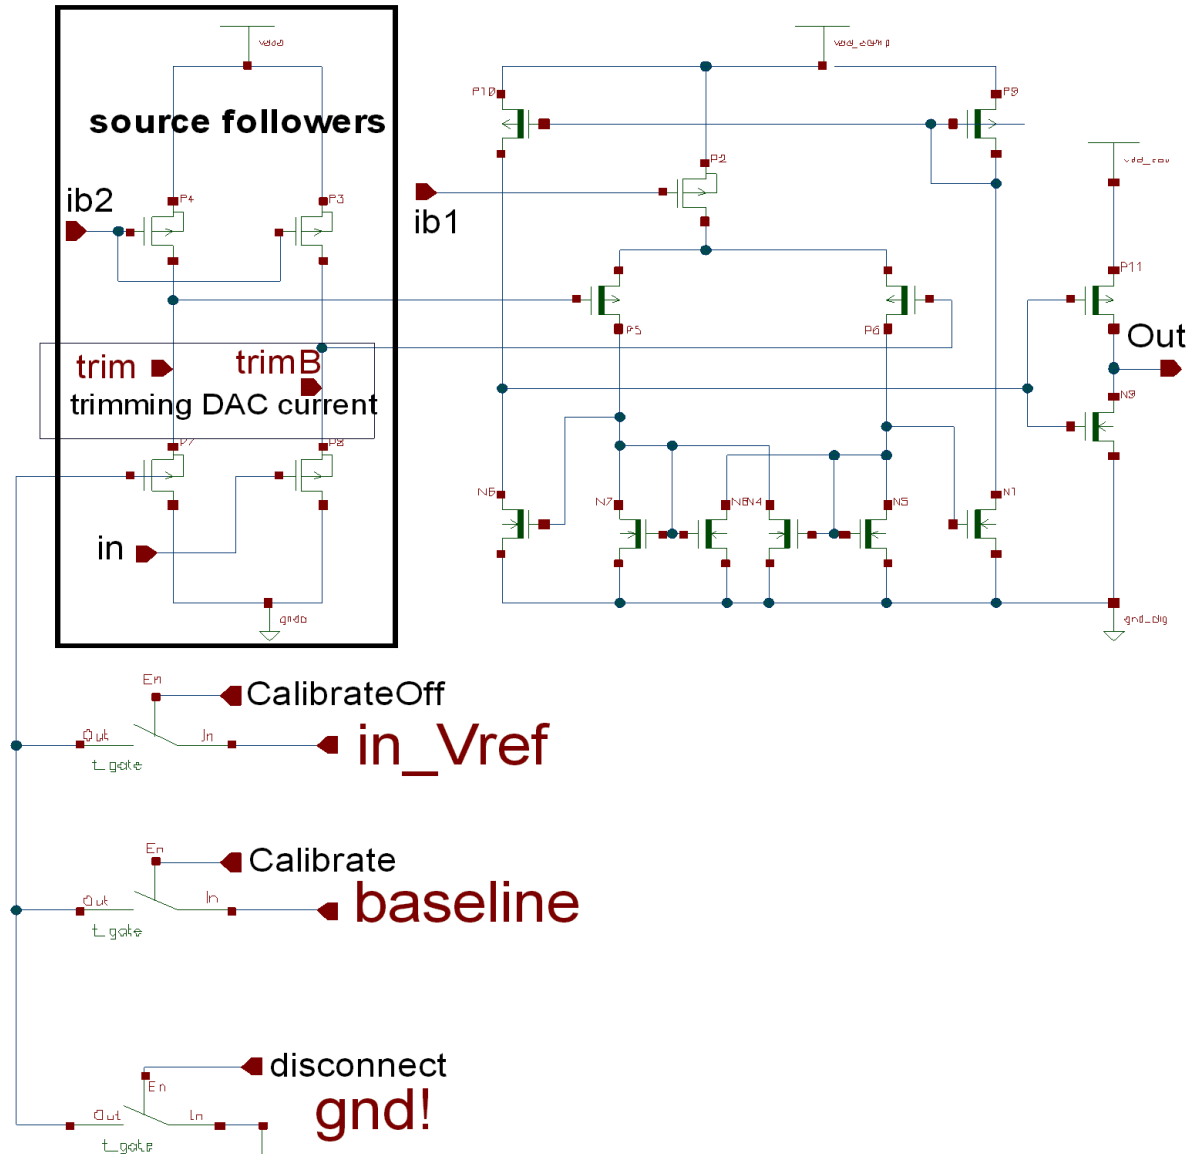 vdda
vdd_comp
P10
P9
source followers
vdd_cou
P2
P4
P3
ib2
ib1
P11
P5
P6
Out
trim
trimB
trimming DAC current
N9
P7
P8
N6
N7
N8
N4
N5
N1
in
gnda
gnd_dig
En
CalibrateOff
Out
In
in_Vref
t_gate
En
Calibrate
Out
In
baseline
t_gate
disconnect
En
gnd!
Out
In
t_gate